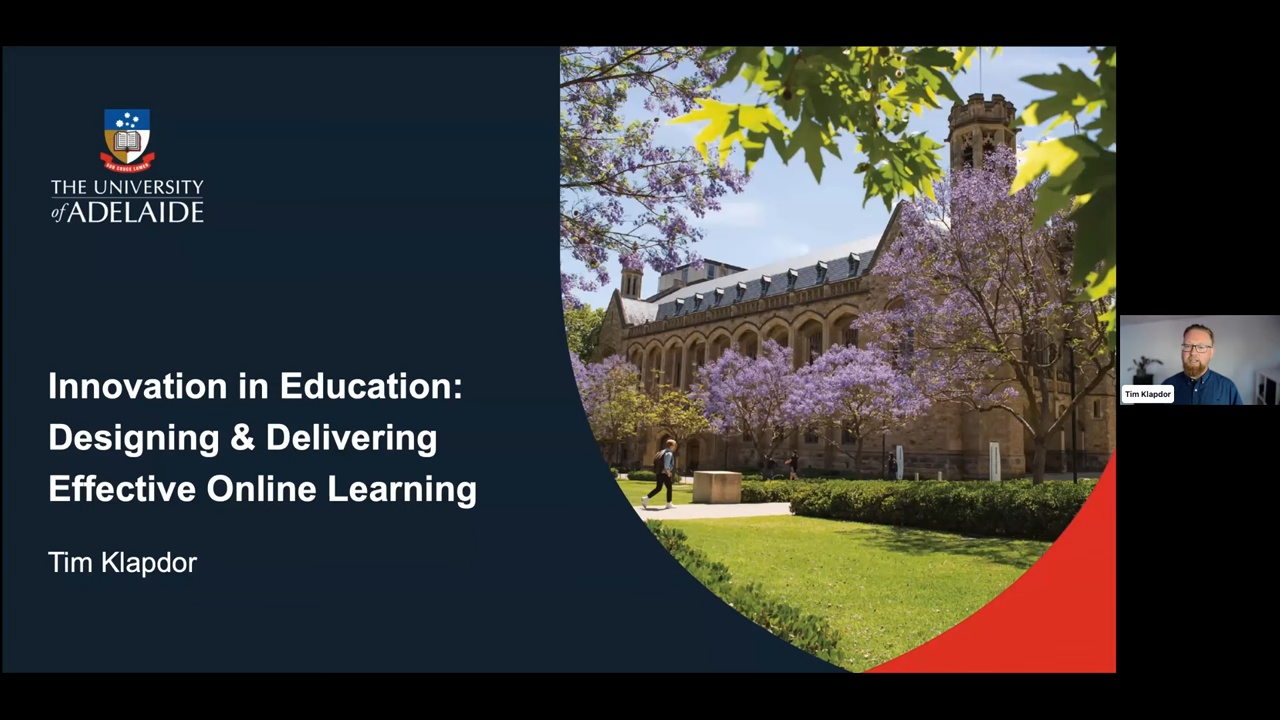 THE UNIVERSITY
of ADELAIDE
Innovation in Education:
Designing & Delivering
Effective Online Learning
Tim Klapdor
Tim Klapdor